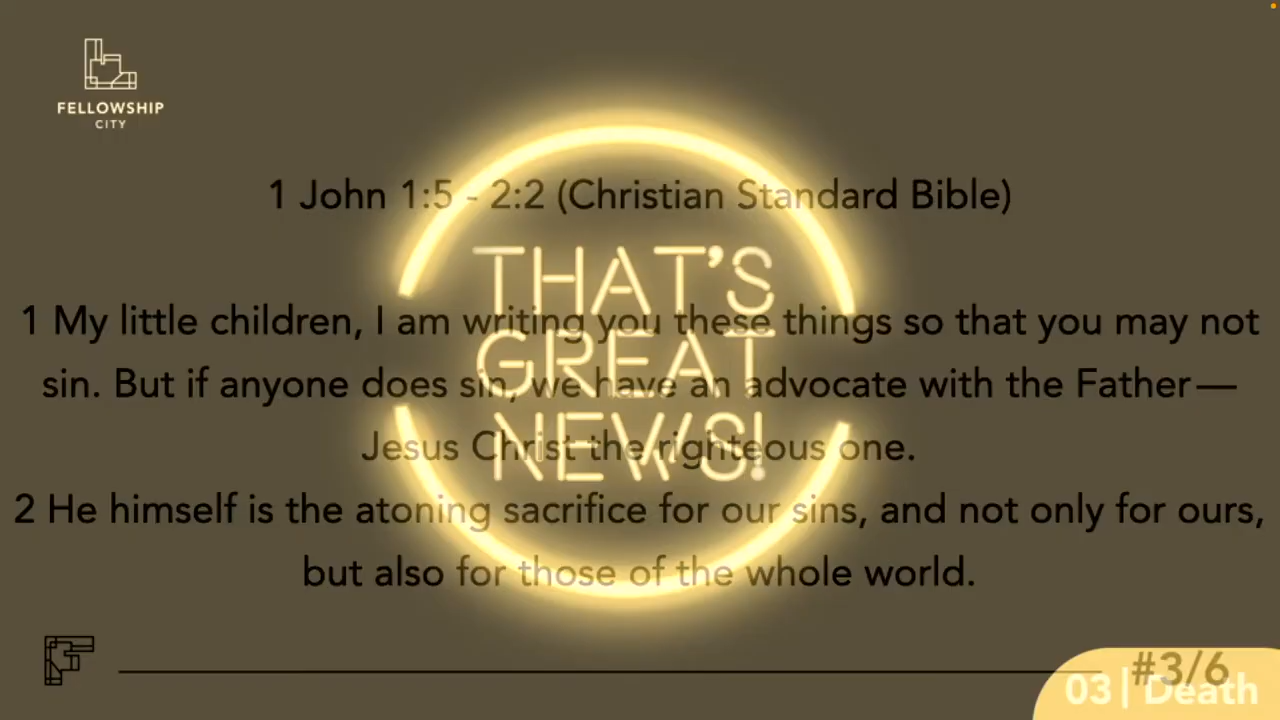 FELLOWSHIP
CITY
1 John 1:5 - 2:2 (Christian Standard Bible)
THAT'S
GREAT
NEWS!
1 My little children, I am writing you these things so that you may not
sin. But if anyone does sin, we have an advocate with the Father—
Jesus Christ the righteous one.
2 He himself is the atoning sacrifice for our sins, and not only for ours,
but also for those of the whole world.
#3/6
03 | Death